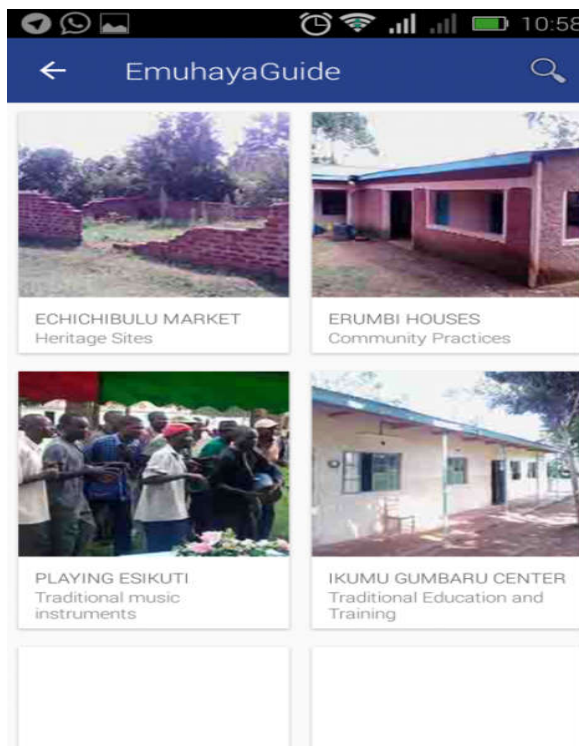 10:58
EmuhayaGuide
ECHICHIBULU MARKET
Heritage Sites
ERUMBI HOUSES
Community Practices
PLAYING ESIKUTI
Traditional music
instruments
IKUMU GUMBARU CENTER
Traditional Education and
Training